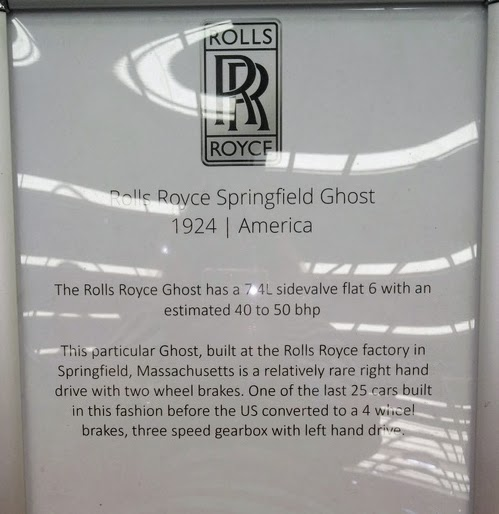 ROLLS
RR
ROYCE
Rolls Royce Springfield Ghost
1924 | America
The Rolls Royce Ghost has a 7.4L sidevalve flat 6 with an
estimated 40 to 50 bhp
This particular Ghost, built at the Rolls Royce factory in
Springfield, Massachusetts is a relatively rare right hand
drive with two wheel brakes. One of the last 25 cars built
in this fashion before the US converted to a 4 wheel
brakes, three speed gearbox with left hand drive.